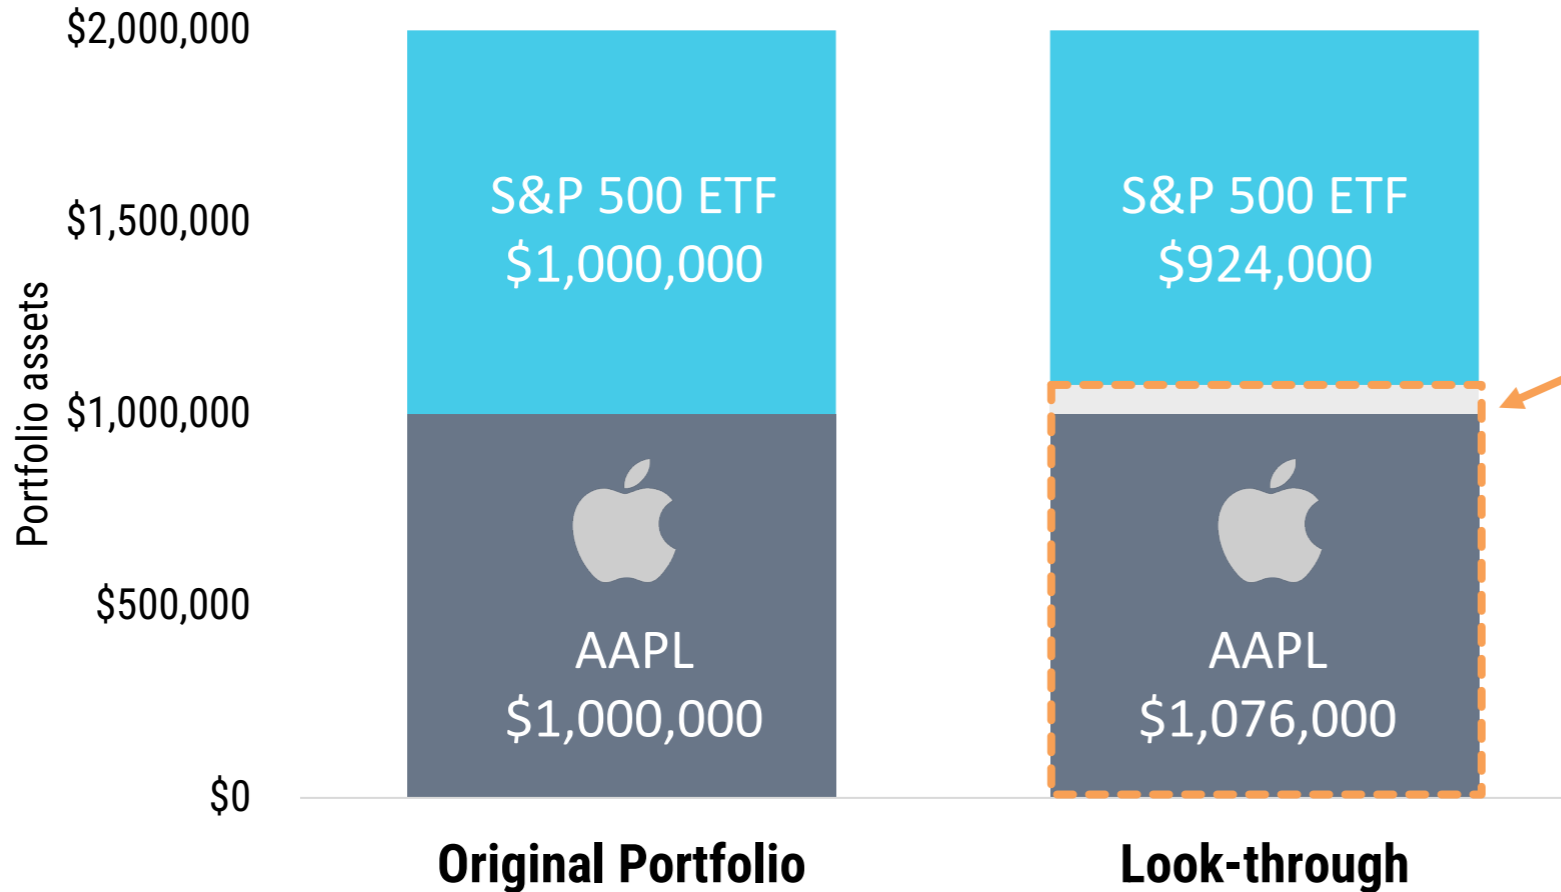 Portfolio assets
$2,000,000
$1,500,000
$1,000,000
$500,000
$0
S&P 500 ETF
$1,000,000
AAPL
$1,000,000
S&P 500 ETF
$924,000
AAPL
$1,076,000
Original Portfolio
Look-through